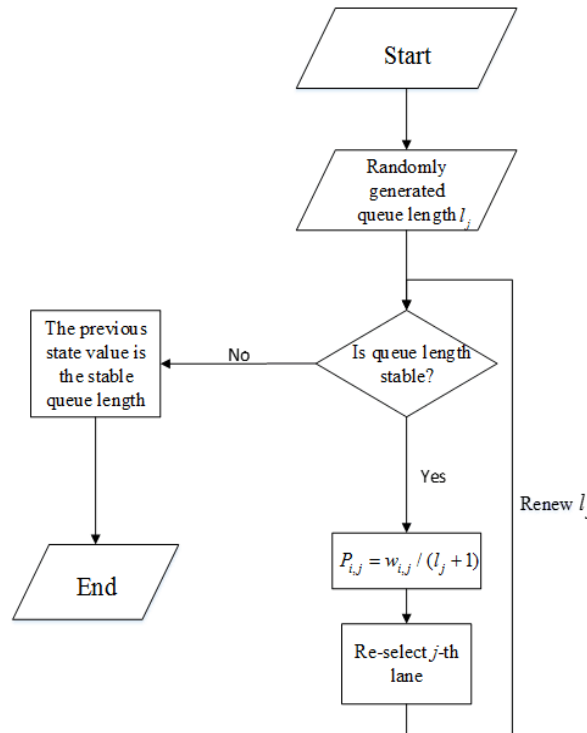 Start
Randomly
generated
queue length l_j
Is queue length
stable?
No
The previous
state value is
the stable
queue length
End
Yes
P_{i,j} = w_{i,j} / (l_j + 1)
Re-select j-th
lane
Renew l_j